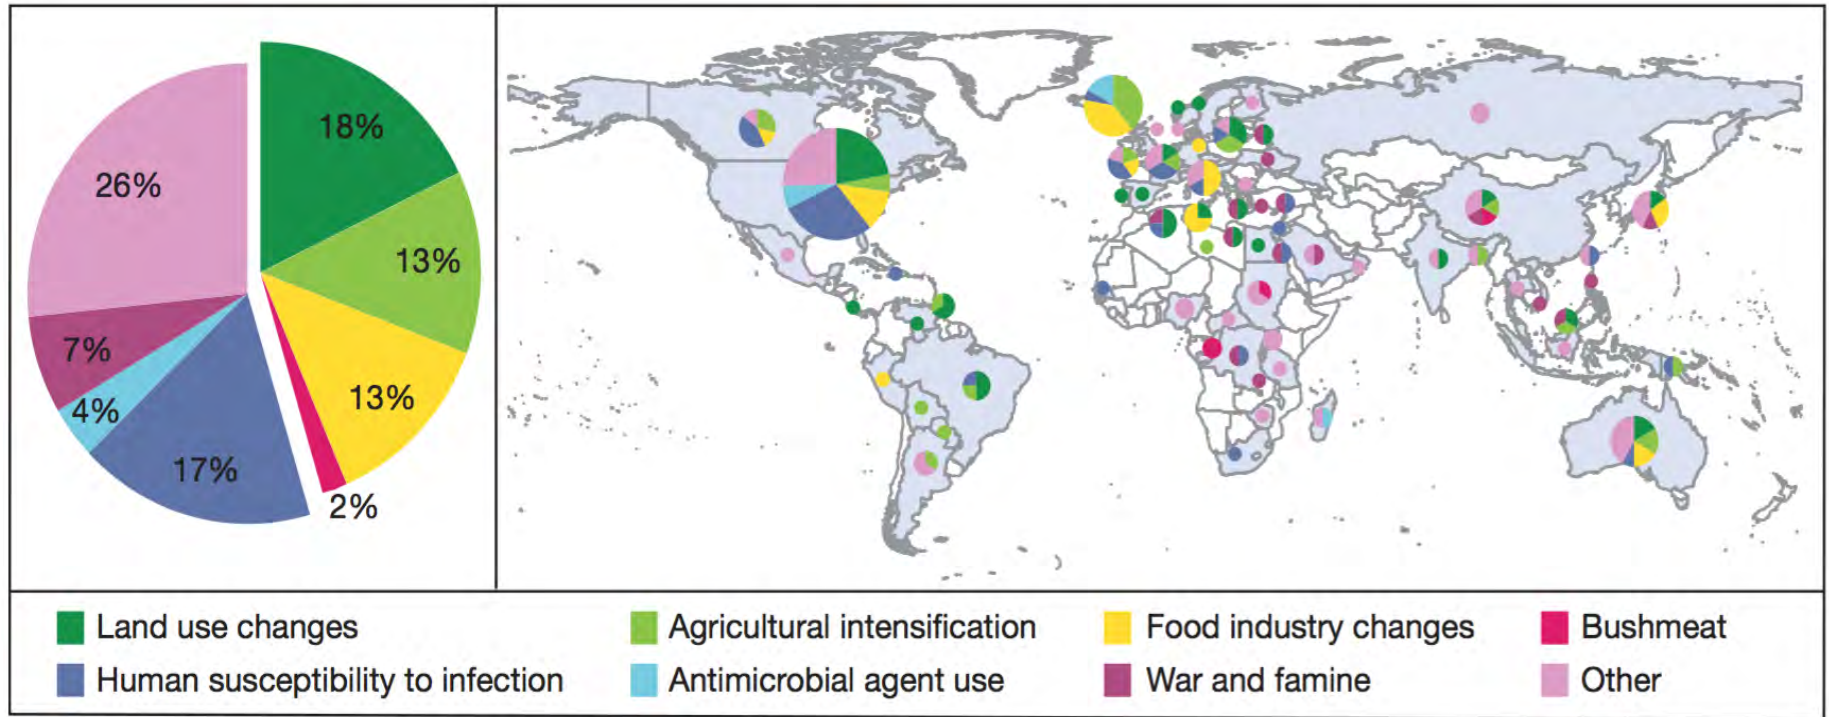 18%
26%
13%
7%
13%
4%
17%
2%
Land use changes
Agricultural intensification
Food industry changes
Bushmeat
Human susceptibility to infection
Antimicrobial agent use
War and famine
Other